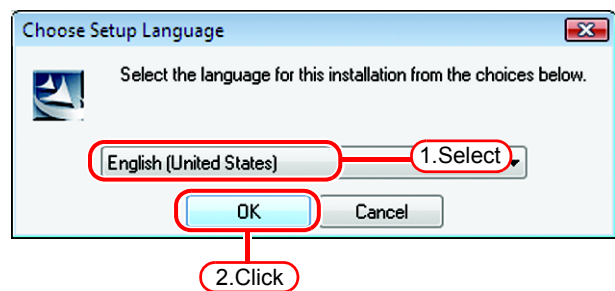 Choose Setup Language
Select the language for this installation from the choices below.
English (United States)
1.Select
OK
Cancel
2.Click